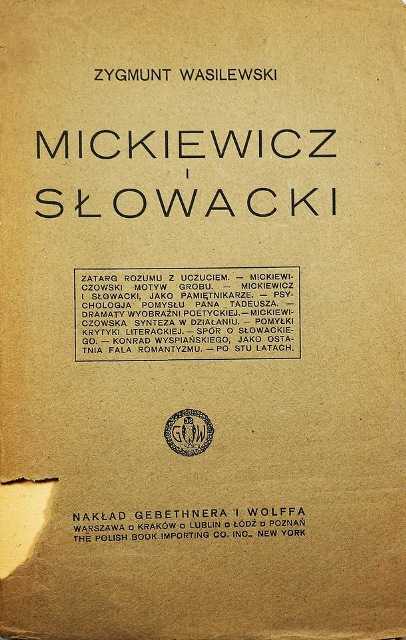 ZYGMUNT WASILEWSKI
MICKIEWICZ
I
SŁOWACKI
ZATARG ROZUMU Z UCZUCIEM. — MICKIEWI-
CZOWSKI MOTYW GROBU. — MICKIEWICZ
I SŁOWACKI, JAKO PAMIĘTNIKARZE. — PSY-
CHOLOGJA POMYSŁU PANA TADEUSZA. —
DRAMATY WYOBRAŹNI POETYCKIEJ. — MICKIEWI-
CZOWSKA SYNTEZA W DZIAŁANIU. — POMYŁKI
KRYTYKI LITERACKIEJ. — SPÓR O SŁOWACKIE-
GO. — KONRAD WYSPIAŃSKIEGO, JAKO OSTA-
TNIA FALA ROMANTYZMU. — PO STU LATACH.
G W
NAKŁAD GEBETHNERA I WOLFFA
WARSZAWA ◘ KRAKÓW ◘ LUBLIN ◘ ŁÓDŹ ◘ POZNAŃ
THE POLISH BOOK IMPORTING CO. INC., NEW YORK